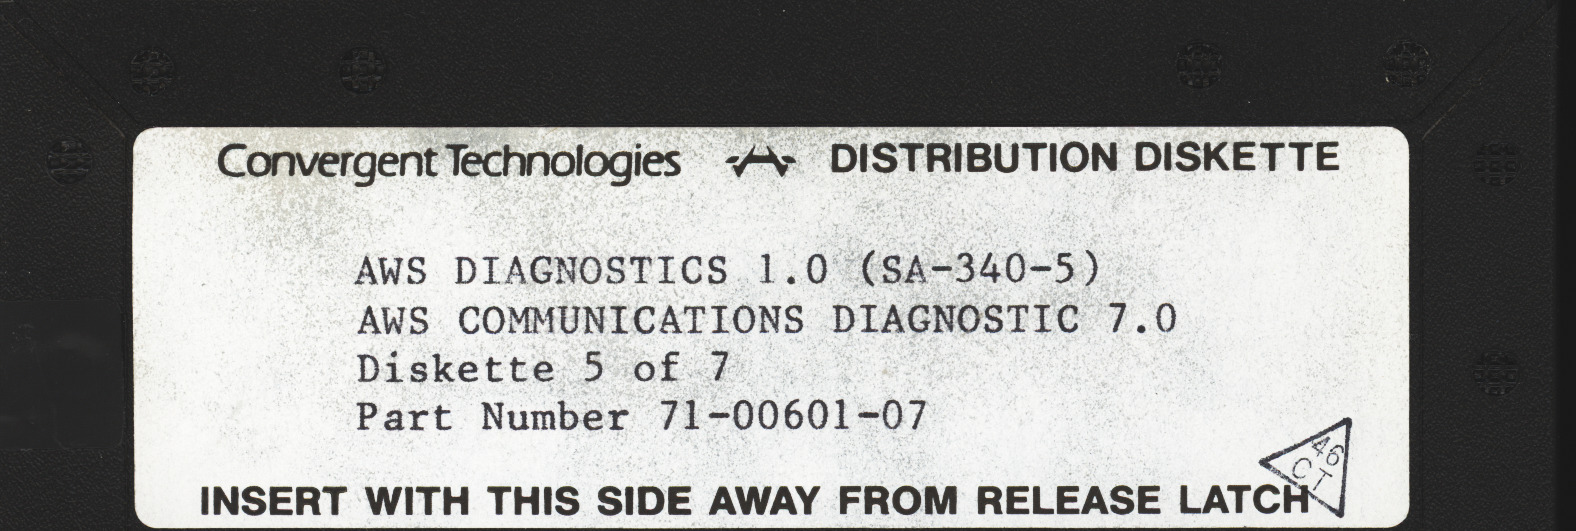 Convergent Technologies DISTRIBUTION DISKETTE
AWS DIAGNOSTICS 1.0 (SA-340-5)
AWS COMMUNICATIONS DIAGNOSTIC 7.0
Diskette 5 of 7
Part Number 71-00601-07
46
CT
INSERT WITH THIS SIDE AWAY FROM RELEASE LATCH